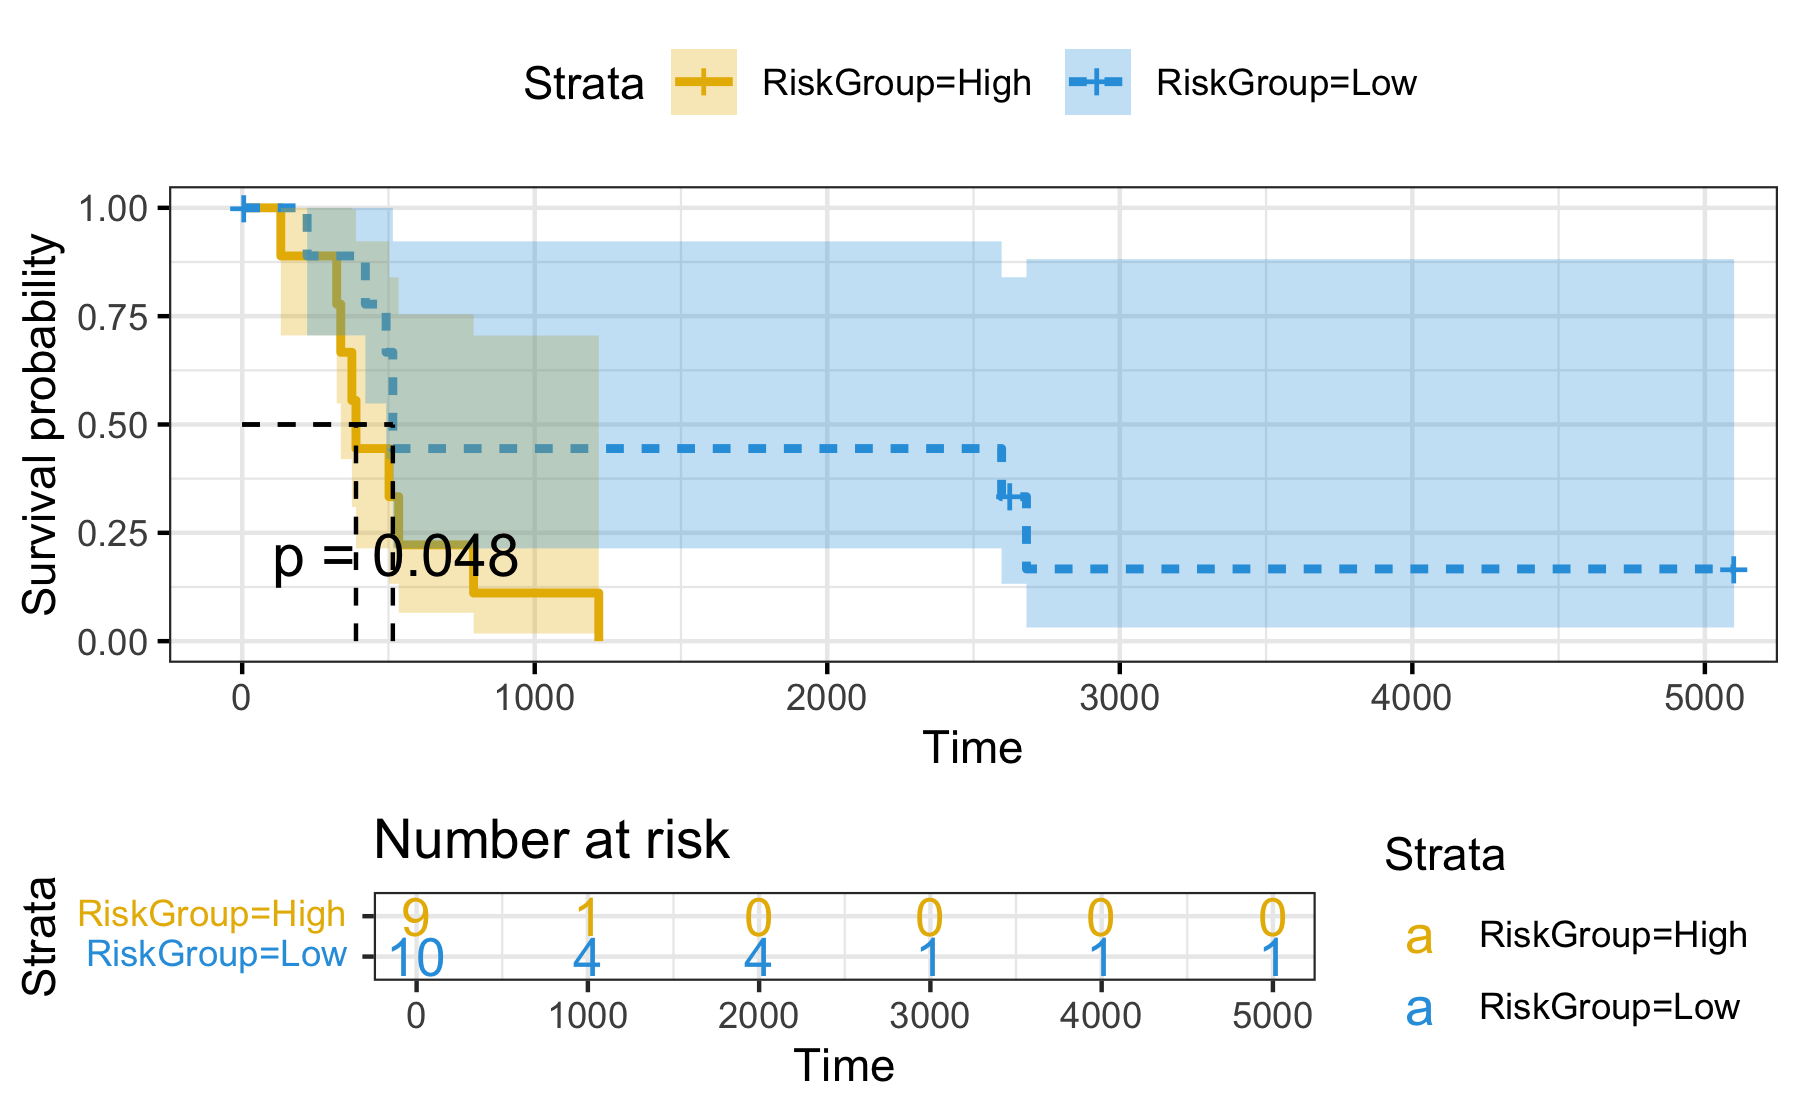 Strata RiskGroup=High RiskGroup=Low
Survival probability
1.00
0.75
0.50
0.25
0.00
p = 0.048
0 1000 2000 3000 4000 5000
Time
Number at risk
Strata
RiskGroup=High 9 1 0 0 0 0
RiskGroup=Low 10 4 4 1 1 1
0 1000 2000 3000 4000 5000
Time
Strata
a RiskGroup=High
a RiskGroup=Low